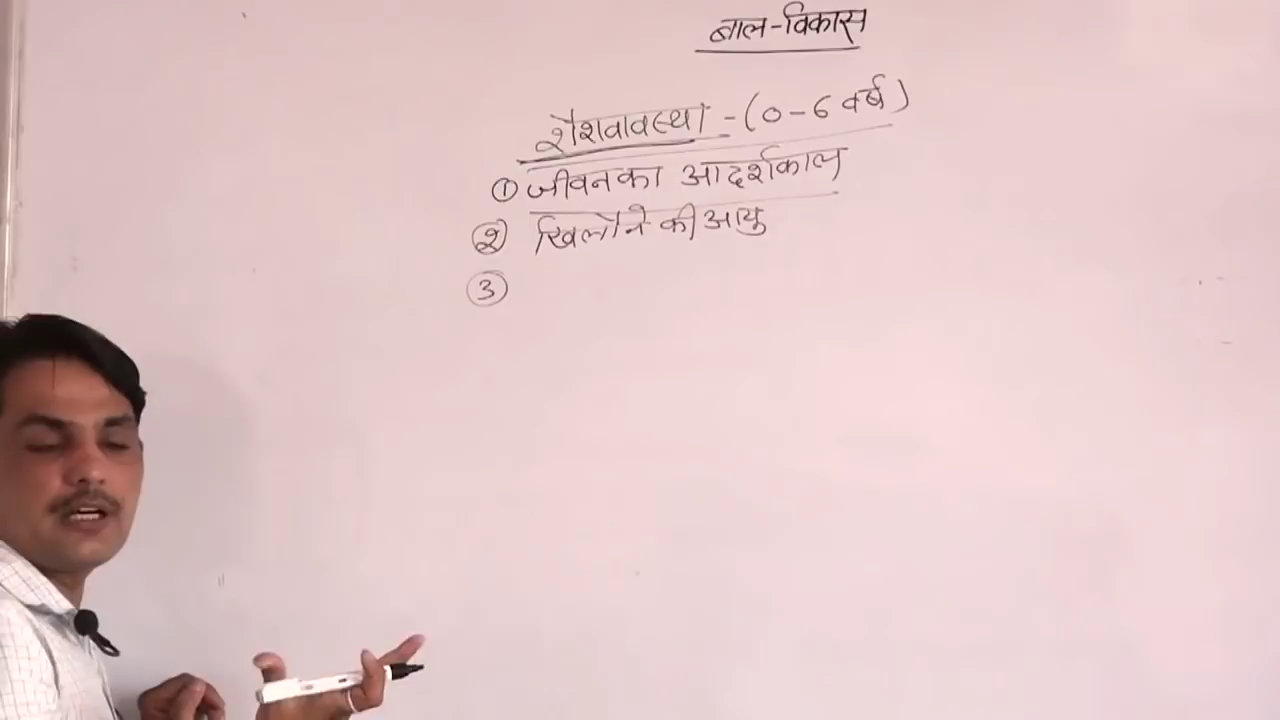 बाल-विकास
शैशवावस्था - (0-6 वर्ष)
① जीवन का आदर्शकाल
② खिलौने की आयु
③